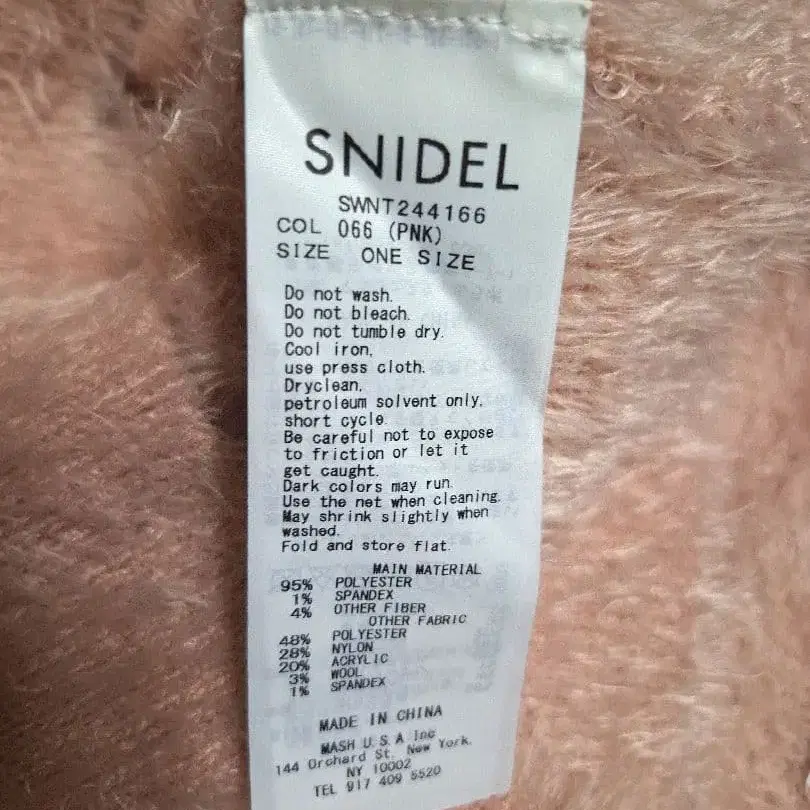 SNIDEL
SWNT244166
COL 066 (PNK)
SIZE ONE SIZE
Do not wash.
Do not bleach.
Do not tumble dry.
Cool iron,
use press cloth.
Dryclean,
petroleum solvent only,
short cycle.
Be careful not to expose
to friction or let it
get caught.
Dark colors may run.
Use the net when cleaning.
May shrink slightly when
washed.
Fold and store flat.
MAIN MATERIAL
95% POLYESTER
1% SPANDEX
4% OTHER FIBER
OTHER FABRIC
48% POLYESTER
28% NYLON
20% ACRYLIC
3% WOOL
1% SPANDEX
MADE IN CHINA
MASH U.S.A Inc
144 Orchard St. New York.
NY 10002
TEL 917 409 5520